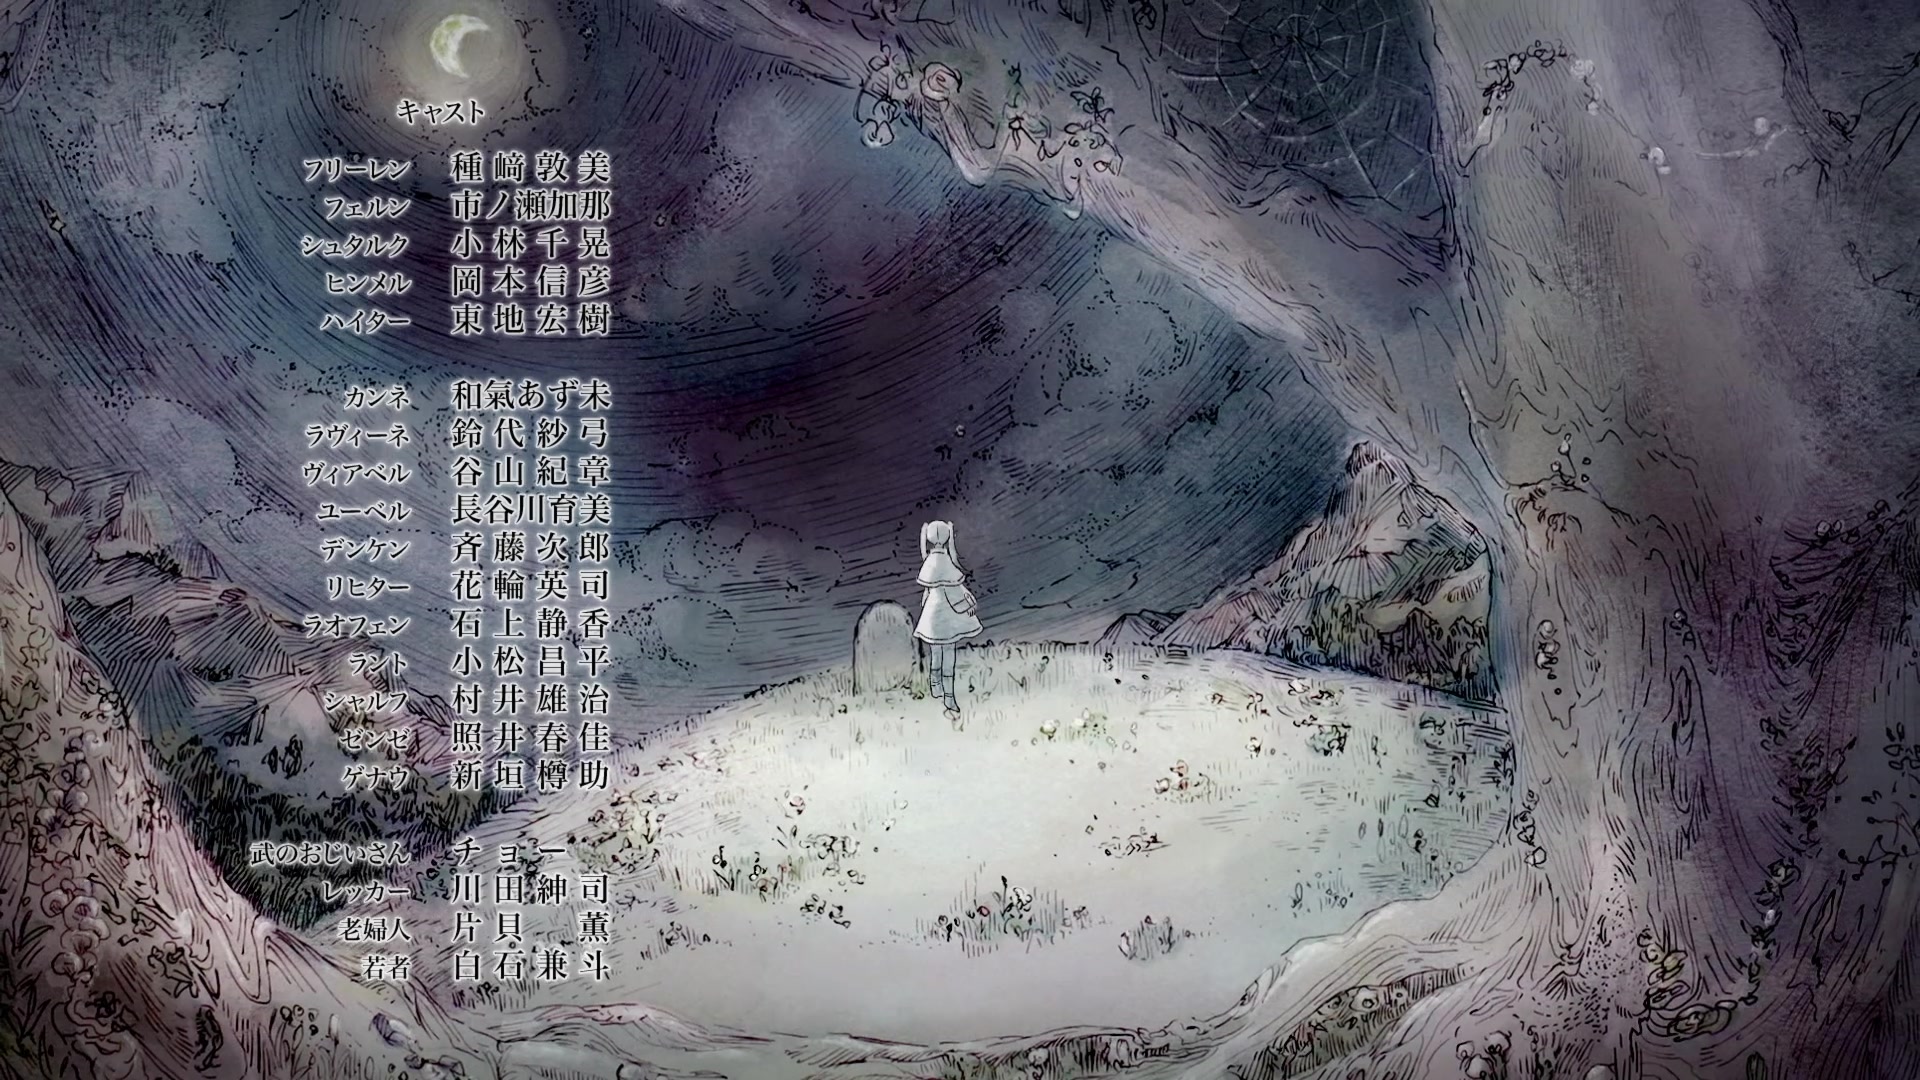 キャスト
フリーレン 種﨑敦美
フェルン 市ノ瀬加那
シュタルク 小林千晃
ヒンメル 岡本信彦
ハイター 東地宏樹
カンネ 和氣あず未
ラヴィーネ 鈴代紗弓
ヴィアベル 谷山紀章
ユーベル 長谷川育美
デンケン 斉藤次郎
リヒター 花輪英司
ラオフェン 石上静香
ラント 小松昌平
シャルフ 村井雄治
ゼンゼ 照井春佳
ゲナウ 新垣樽助
武のおじいさん チョー
レッカー 川田紳司
老婦人 片貝薫
若者 白石兼斗